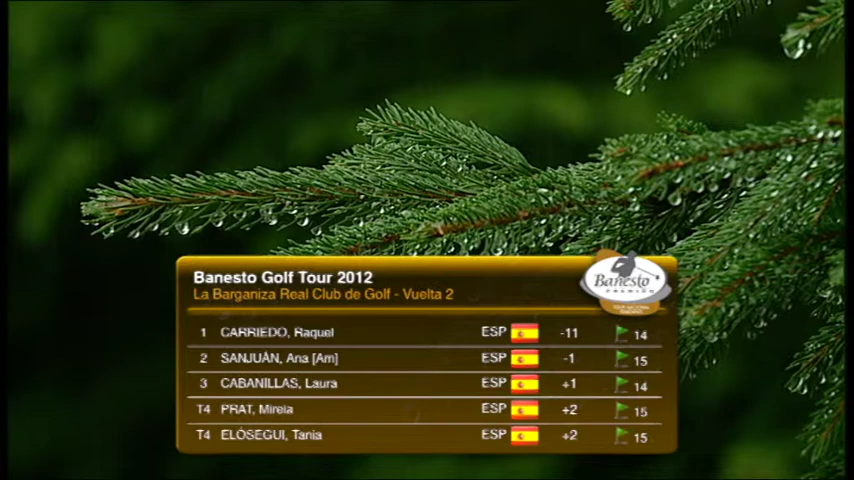 Banesto Golf Tour 2012
La Barganiza Real Club de Golf - Vuelta 2
Banesto
PREMIERE
1 CARRIEDO, Raquel ESP -11 14
2 SANJUÁN, Ana [Am] ESP -1 15
3 CABANILLAS, Laura ESP +1 14
T4 PRAT, Mireia ESP +2 15
T4 ELÓSEGUI, Tania ESP +2 15